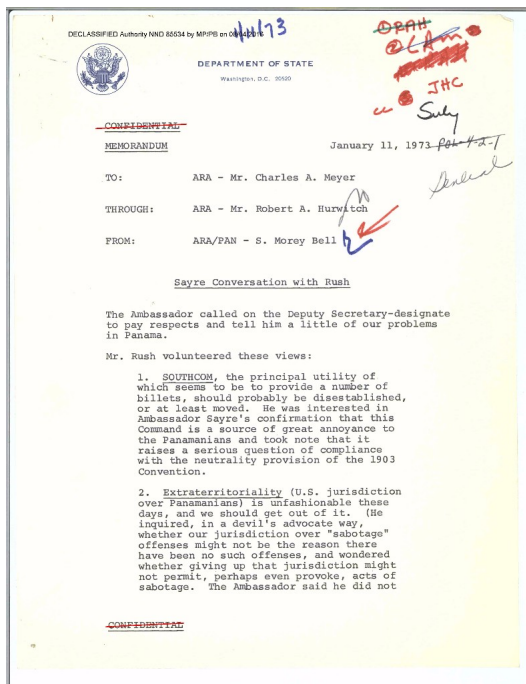 DECLASSIFIED Authority NND 85534 by MP/PB on
1/11/73
DEPARTMENT OF STATE
Washington, D.C. 20520
JHC
cc
CONFIDENTIAL
MEMORANDUM
January 11, 1973
General
TO: ARA - Mr. Charles A. Meyer
THROUGH: ARA - Mr. Robert A. Hurwitch
FROM: ARA/PAN - S. Morey Bell
Sayre Conversation with Rush
The Ambassador called on the Deputy Secretary-designate
to pay respects and tell him a little of our problems
in Panama.
Mr. Rush volunteered these views:
1. SOUTHCOM, the principal utility of
which seems to be to provide a number of
billets, should probably be disestablished,
or at least moved. He was interested in
Ambassador Sayre's confirmation that this
Command is a source of great annoyance to
the Panamanians and took note that it
raises a serious question of compliance
with the neutrality provision of the 1903
Convention.
2. Extraterritoriality (U.S. jurisdiction
over Panamanians) is unfashionable these
days, and we should get out of it. (He
inquired, in a devil's advocate way,
whether our jurisdiction over "sabotage"
offenses might not be the reason there
have been no such offenses, and wondered
whether giving up that jurisdiction might
not permit, perhaps even provoke, acts of
sabotage. The Ambassador said he did not
CONFIDENTIAL